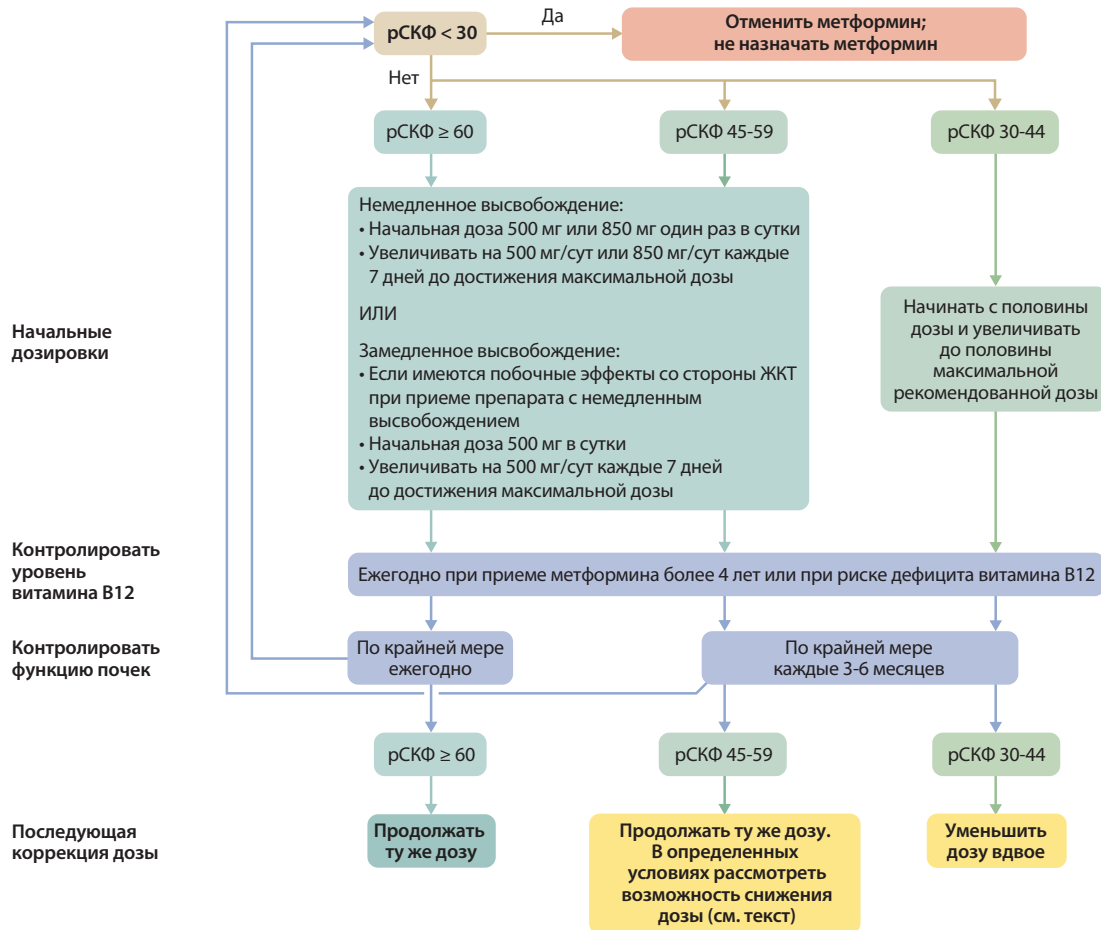 рСКФ < 30
Да
Отменить метформин;
не назначать метформин
Нет
рСКФ ≥ 60
рСКФ 45-59
рСКФ 30-44
Начальные
дозировки
Немедленное высвобождение:
• Начальная доза 500 мг или 850 мг один раз в сутки
• Увеличивать на 500 мг/сут или 850 мг/сут каждые
7 дней до достижения максимальной дозы
ИЛИ
Замедленное высвобождение:
• Если имеются побочные эффекты со стороны ЖКТ
при приеме препарата с немедленным
высвобождением
• Начальная доза 500 мг в сутки
• Увеличивать на 500 мг/сут каждые 7 дней
до достижения максимальной дозы
Начинать с половины
дозы и увеличивать
до половины
максимальной
рекомендованной дозы
Контролировать
уровень
витамина В12
Ежегодно при приеме метформина более 4 лет или при риске дефицита витамина В12
Контролировать
функцию почек
По крайней мере
ежегодно
По крайней мере
каждые 3-6 месяцев
рСКФ ≥ 60
рСКФ 45-59
рСКФ 30-44
Последующая
коррекция дозы
Продолжать
ту же дозу
Продолжать ту же дозу.
В определенных
условиях рассмотреть
возможность снижения
дозы (см. текст)
Уменьшить
дозу вдвое